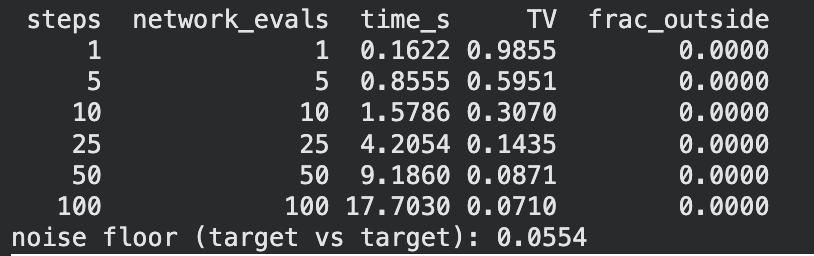 steps network_evals time_s TV frac_outside
1 1 0.1622 0.9855 0.0000
5 5 0.8555 0.5951 0.0000
10 10 1.5786 0.3070 0.0000
25 25 4.2054 0.1435 0.0000
50 50 9.1860 0.0871 0.0000
100 100 17.7030 0.0710 0.0000
noise floor (target vs target): 0.0554